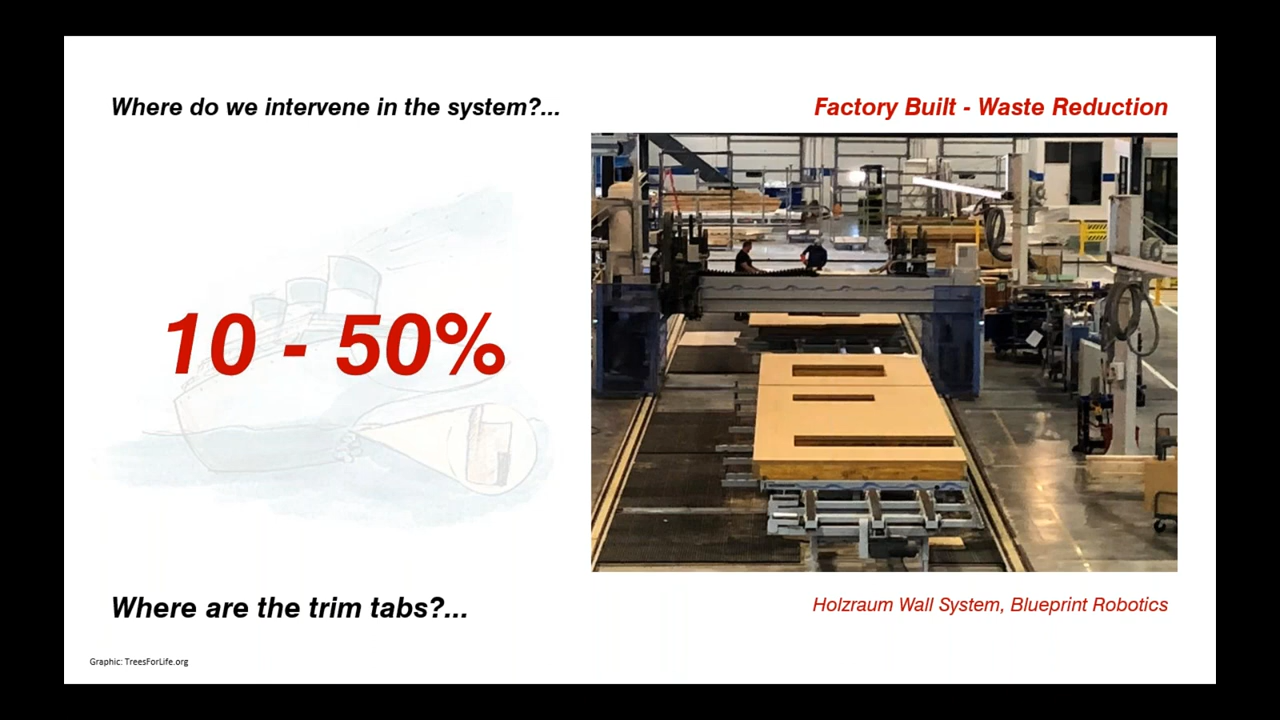 Where do we intervene in the system?...
Factory Built - Waste Reduction
10 - 50%
Where are the trim tabs?...
Holzraum Wall System, Blueprint Robotics
Graphic: TreesForLife.org